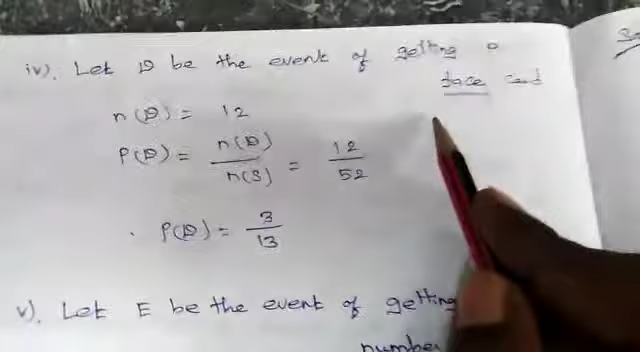 iv). Let D be the event of getting a
face card
n(D) = 12
P(D) = n(D)/n(S) = 12/52
P(D) = 3/13
v). Let E be the event of getting
number